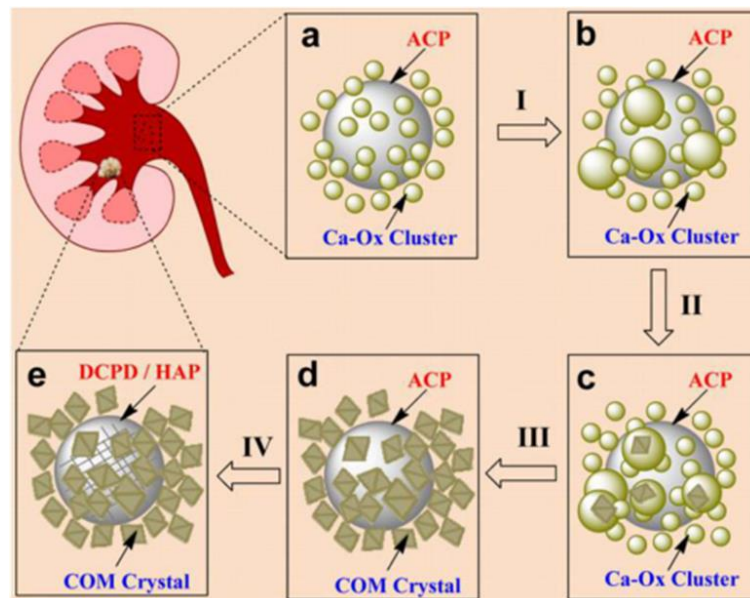 a
ACP
Ca-Ox Cluster
I
b
ACP
Ca-Ox Cluster
II
c
ACP
Ca-Ox Cluster
III
d
ACP
COM Crystal
IV
e
DCPD / HAP
COM Crystal